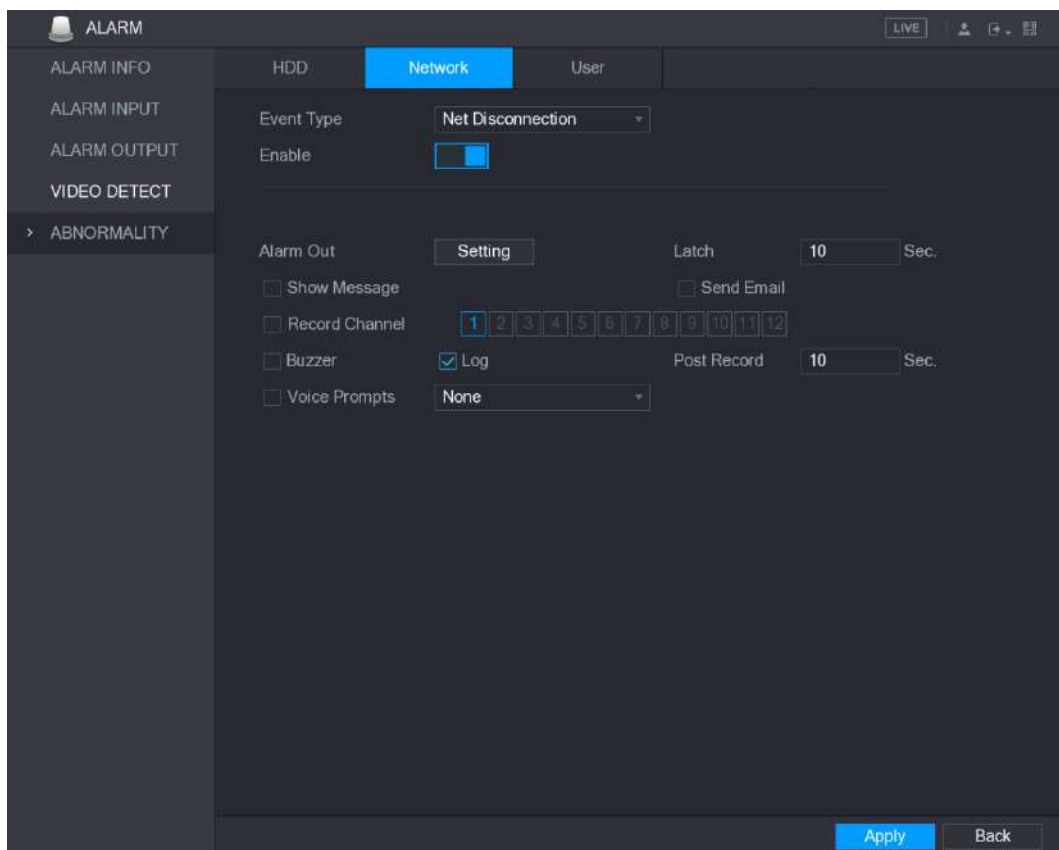 ALARM
LIVE
ALARM INFO
ALARM INPUT
ALARM OUTPUT
VIDEO DETECT
> ABNORMALITY
HDD Network User
Event Type Net Disconnection
Enable
Alarm Out Setting Latch 10 Sec.
Show Message Send Email
Record Channel 1 2 3 4 5 6 7 8 9 10 11 12
Buzzer Log Post Record 10 Sec.
Voice Prompts None
Apply Back